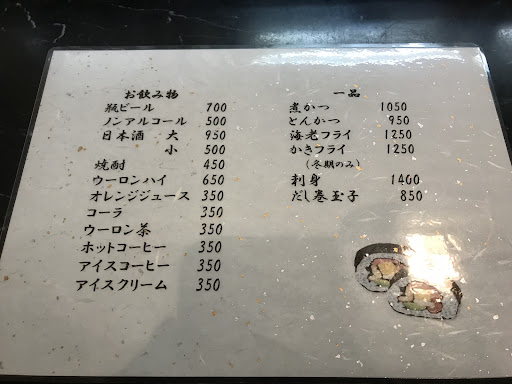 お飲み物
瓶ビール 700
ノンアルコール 500
日本酒 大 950
小 500
焼酎 450
ウーロンハイ 650
オレンジジュース 350
コーラ 350
ウーロン茶 350
ホットコーヒー 350
アイスコーヒー 350
アイスクリーム 350
一品
煮かつ 1050
とんかつ 950
海老フライ 1250
かきフライ 1250
(冬期のみ)
刺身 1400
だし巻玉子 850